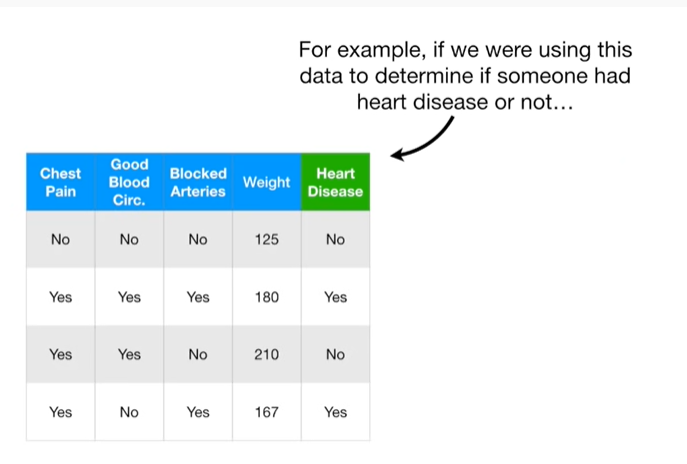 For example, if we were using this
data to determine if someone had
heart disease or not…
Chest Pain Good Blood Circ. Blocked Arteries Weight Heart Disease
No No No 125 No
Yes Yes Yes 180 Yes
Yes Yes No 210 No
Yes No Yes 167 Yes